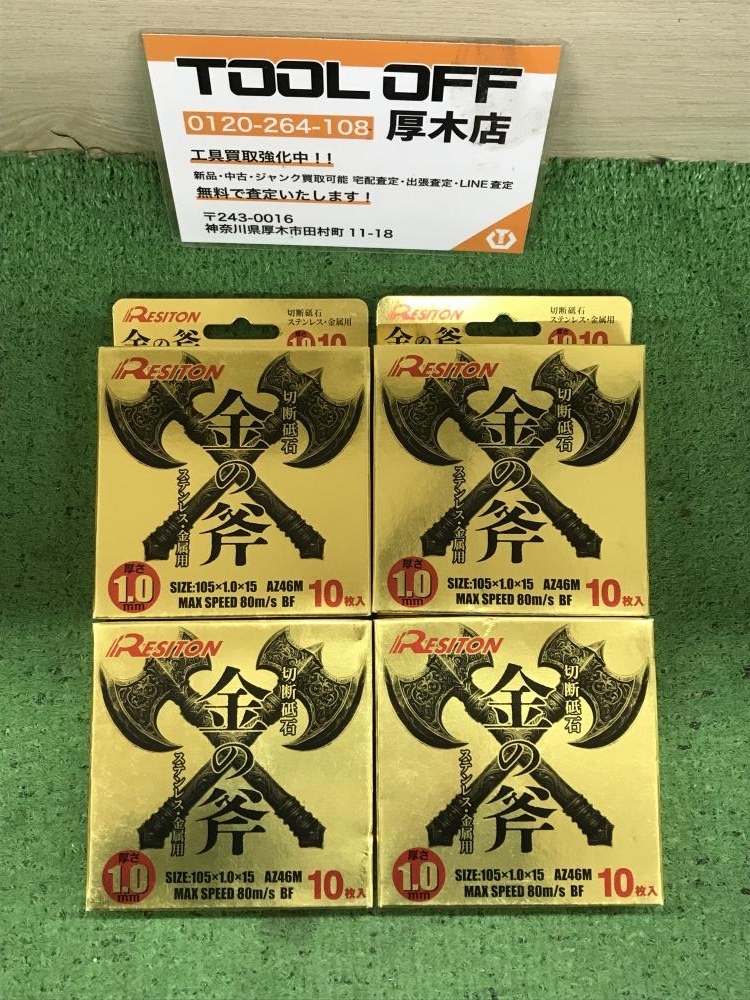 TOOL OFF
0120-264-108 厚木店
工具買取強化中！！
新品・中古・ジャンク買取可能 宅配査定・出張査定・LINE査定
無料で査定いたします！
〒243-0016
神奈川県厚木市田村町 11-18
RESITON
切断砥石
ステンレス・金属用
金の斧
厚さ
1.0
10
RESITON
切断砥石
ステンレス・金属用
金の斧
厚さ
1.0
10
RESITON
切断砥石
金の斧
ステンレス・金属用
厚さ
1.0
mm
SIZE:105×1.0×15 AZ46M
MAX SPEED 80m/s BF
10枚入
RESITON
切断砥石
金の斧
ステンレス・金属用
厚さ
1.0
mm
SIZE:105×1.0×15 AZ46M
MAX SPEED 80m/s BF
10枚入
RESITON
切断砥石
金の斧
ステンレス・金属用
厚さ
1.0
mm
SIZE:105×1.0×15 AZ46M
MAX SPEED 80m/s BF
10枚入
RESITON
切断砥石
金の斧
ステンレス・金属用
厚さ
1.0
mm
SIZE:105×1.0×15 AZ46M
MAX SPEED 80m/s BF
10枚入